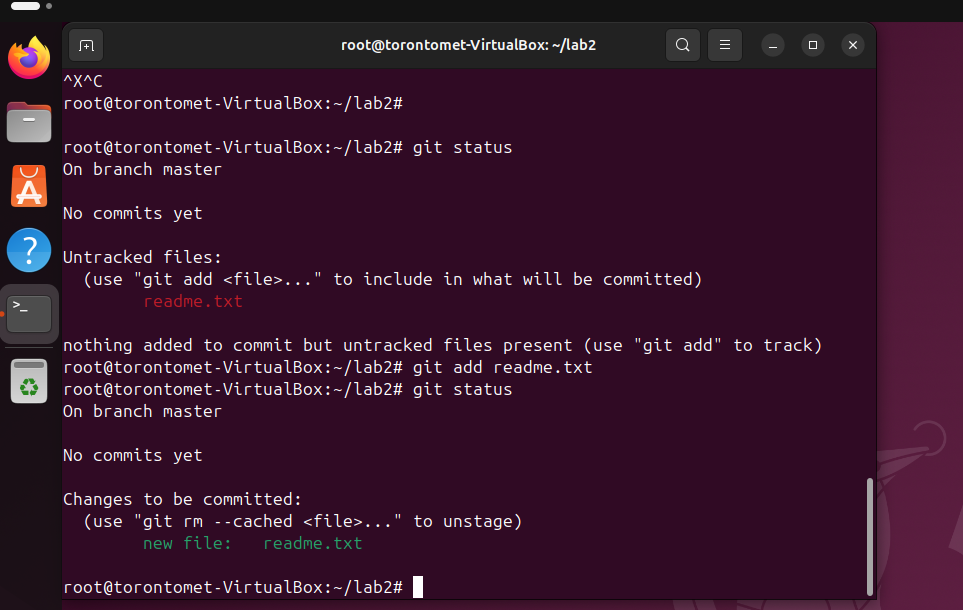 root@torontomet-VirtualBox: ~/lab2
^X^C
root@torontomet-VirtualBox:~/lab2#
root@torontomet-VirtualBox:~/lab2# git status
On branch master
No commits yet
Untracked files:
  (use "git add <file>..." to include in what will be committed)
        readme.txt
nothing added to commit but untracked files present (use "git add" to track)
root@torontomet-VirtualBox:~/lab2# git add readme.txt
root@torontomet-VirtualBox:~/lab2# git status
On branch master
No commits yet
Changes to be committed:
  (use "git rm --cached <file>..." to unstage)
        new file:   readme.txt
root@torontomet-VirtualBox:~/lab2#